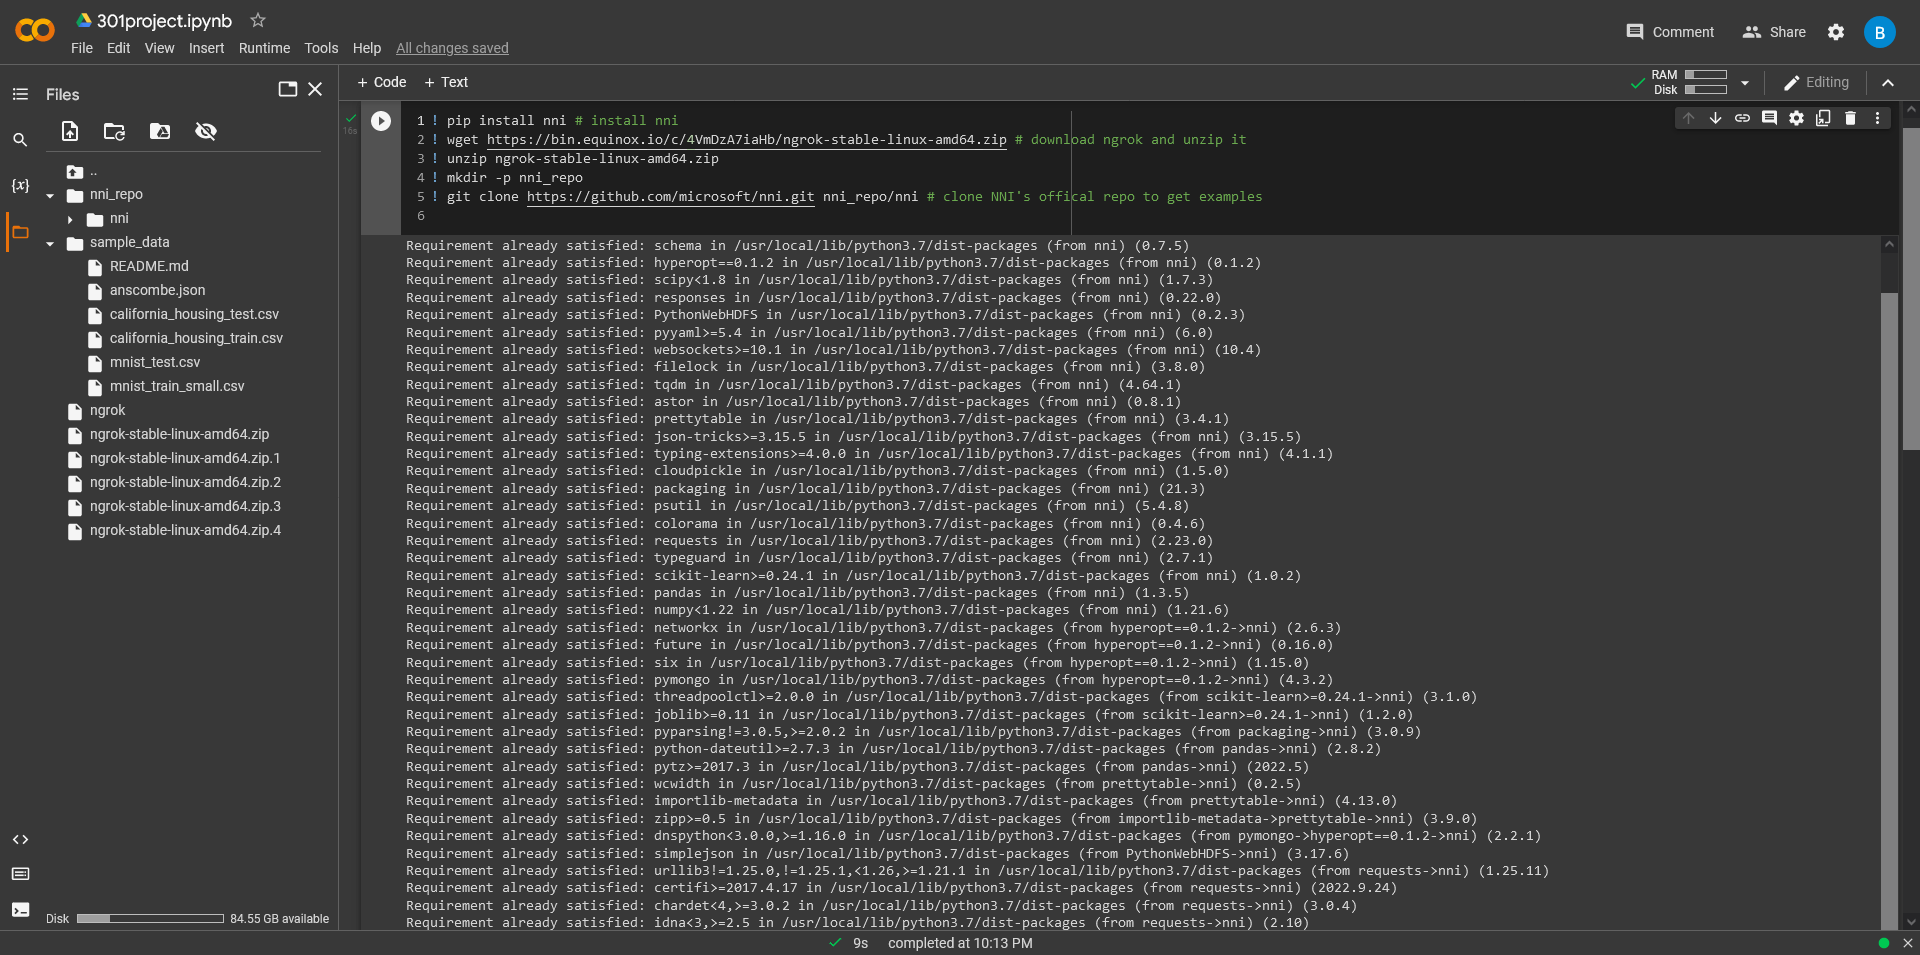 301project.ipynb
File Edit View Insert Runtime Tools Help All changes saved
Comment Share B
Files
+ Code + Text
RAM
Disk
Editing
..
nni_repo
nni
sample_data
README.md
anscombe.json
california_housing_test.csv
california_housing_train.csv
mnist_test.csv
mnist_train_small.csv
ngrok
ngrok-stable-linux-amd64.zip
ngrok-stable-linux-amd64.zip.1
ngrok-stable-linux-amd64.zip.2
ngrok-stable-linux-amd64.zip.3
ngrok-stable-linux-amd64.zip.4
{x}
<>
Disk 84.55 GB available
16s
1 ! pip install nni # install nni
2 ! wget https://bin.equinox.io/c/4VmDzA7iaHb/ngrok-stable-linux-amd64.zip # download ngrok and unzip it
3 ! unzip ngrok-stable-linux-amd64.zip
4 ! mkdir -p nni_repo
5 ! git clone https://github.com/microsoft/nni.git nni_repo/nni # clone NNI's offical repo to get examples
6
Requirement already satisfied: schema in /usr/local/lib/python3.7/dist-packages (from nni) (0.7.5)
Requirement already satisfied: hyperopt==0.1.2 in /usr/local/lib/python3.7/dist-packages (from nni) (0.1.2)
Requirement already satisfied: scipy<1.8 in /usr/local/lib/python3.7/dist-packages (from nni) (1.7.3)
Requirement already satisfied: responses in /usr/local/lib/python3.7/dist-packages (from nni) (0.22.0)
Requirement already satisfied: PythonWebHDFS in /usr/local/lib/python3.7/dist-packages (from nni) (0.2.3)
Requirement already satisfied: pyyaml>=5.4 in /usr/local/lib/python3.7/dist-packages (from nni) (6.0)
Requirement already satisfied: websockets>=10.1 in /usr/local/lib/python3.7/dist-packages (from nni) (10.4)
Requirement already satisfied: filelock in /usr/local/lib/python3.7/dist-packages (from nni) (3.8.0)
Requirement already satisfied: tqdm in /usr/local/lib/python3.7/dist-packages (from nni) (4.64.1)
Requirement already satisfied: astor in /usr/local/lib/python3.7/dist-packages (from nni) (0.8.1)
Requirement already satisfied: prettytable in /usr/local/lib/python3.7/dist-packages (from nni) (3.4.1)
Requirement already satisfied: json-tricks>=3.15.5 in /usr/local/lib/python3.7/dist-packages (from nni) (3.15.5)
Requirement already satisfied: typing-extensions>=4.0.0 in /usr/local/lib/python3.7/dist-packages (from nni) (4.1.1)
Requirement already satisfied: cloudpickle in /usr/local/lib/python3.7/dist-packages (from nni) (1.5.0)
Requirement already satisfied: packaging in /usr/local/lib/python3.7/dist-packages (from nni) (21.3)
Requirement already satisfied: psutil in /usr/local/lib/python3.7/dist-packages (from nni) (5.4.8)
Requirement already satisfied: colorama in /usr/local/lib/python3.7/dist-packages (from nni) (0.4.6)
Requirement already satisfied: requests in /usr/local/lib/python3.7/dist-packages (from nni) (2.23.0)
Requirement already satisfied: typeguard in /usr/local/lib/python3.7/dist-packages (from nni) (2.7.1)
Requirement already satisfied: scikit-learn>=0.24.1 in /usr/local/lib/python3.7/dist-packages (from nni) (1.0.2)
Requirement already satisfied: pandas in /usr/local/lib/python3.7/dist-packages (from nni) (1.3.5)
Requirement already satisfied: numpy<1.22 in /usr/local/lib/python3.7/dist-packages (from nni) (1.21.6)
Requirement already satisfied: networkx in /usr/local/lib/python3.7/dist-packages (from hyperopt==0.1.2->nni) (2.6.3)
Requirement already satisfied: future in /usr/local/lib/python3.7/dist-packages (from hyperopt==0.1.2->nni) (0.16.0)
Requirement already satisfied: six in /usr/local/lib/python3.7/dist-packages (from hyperopt==0.1.2->nni) (1.15.0)
Requirement already satisfied: pymongo in /usr/local/lib/python3.7/dist-packages (from hyperopt==0.1.2->nni) (4.3.2)
Requirement already satisfied: threadpoolctl>=2.0.0 in /usr/local/lib/python3.7/dist-packages (from scikit-learn>=0.24.1->nni) (3.1.0)
Requirement already satisfied: joblib>=0.11 in /usr/local/lib/python3.7/dist-packages (from scikit-learn>=0.24.1->nni) (1.2.0)
Requirement already satisfied: pyparsing!=3.0.5,>=2.0.2 in /usr/local/lib/python3.7/dist-packages (from packaging->nni) (3.0.9)
Requirement already satisfied: python-dateutil>=2.7.3 in /usr/local/lib/python3.7/dist-packages (from pandas->nni) (2.8.2)
Requirement already satisfied: pytz>=2017.3 in /usr/local/lib/python3.7/dist-packages (from pandas->nni) (2022.5)
Requirement already satisfied: wcwidth in /usr/local/lib/python3.7/dist-packages (from prettytable->nni) (0.2.5)
Requirement already satisfied: importlib-metadata in /usr/local/lib/python3.7/dist-packages (from prettytable->nni) (4.13.0)
Requirement already satisfied: zipp>=0.5 in /usr/local/lib/python3.7/dist-packages (from importlib-metadata->prettytable->nni) (3.9.0)
Requirement already satisfied: dnspython<3.0.0,>=1.16.0 in /usr/local/lib/python3.7/dist-packages (from pymongo->hyperopt==0.1.2->nni) (2.2.1)
Requirement already satisfied: simplejson in /usr/local/lib/python3.7/dist-packages (from PythonWebHDFS->nni) (3.17.6)
Requirement already satisfied: urllib3!=1.25.0,!=1.25.1,<1.26,>=1.21.1 in /usr/local/lib/python3.7/dist-packages (from requests->nni) (1.25.11)
Requirement already satisfied: certifi>=2017.4.17 in /usr/local/lib/python3.7/dist-packages (from requests->nni) (2022.9.24)
Requirement already satisfied: chardet<4,>=3.0.2 in /usr/local/lib/python3.7/dist-packages (from requests->nni) (3.0.4)
Requirement already satisfied: idna<3,>=2.5 in /usr/local/lib/python3.7/dist-packages (from requests->nni) (2.10)
9s completed at 10:13 PM